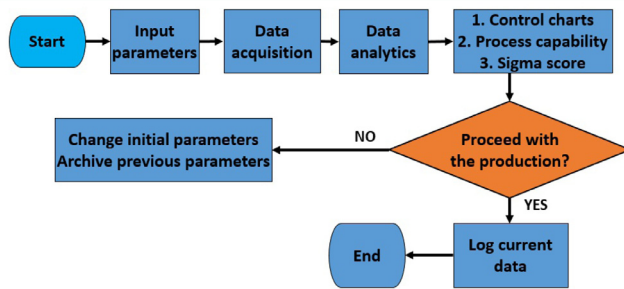 Start
Input
parameters
Data
acquisition
Data
analytics
1. Control charts
2. Process capability
3. Sigma score
Proceed with
the production?
NO
Change initial parameters
Archive previous parameters
YES
Log current
data
End